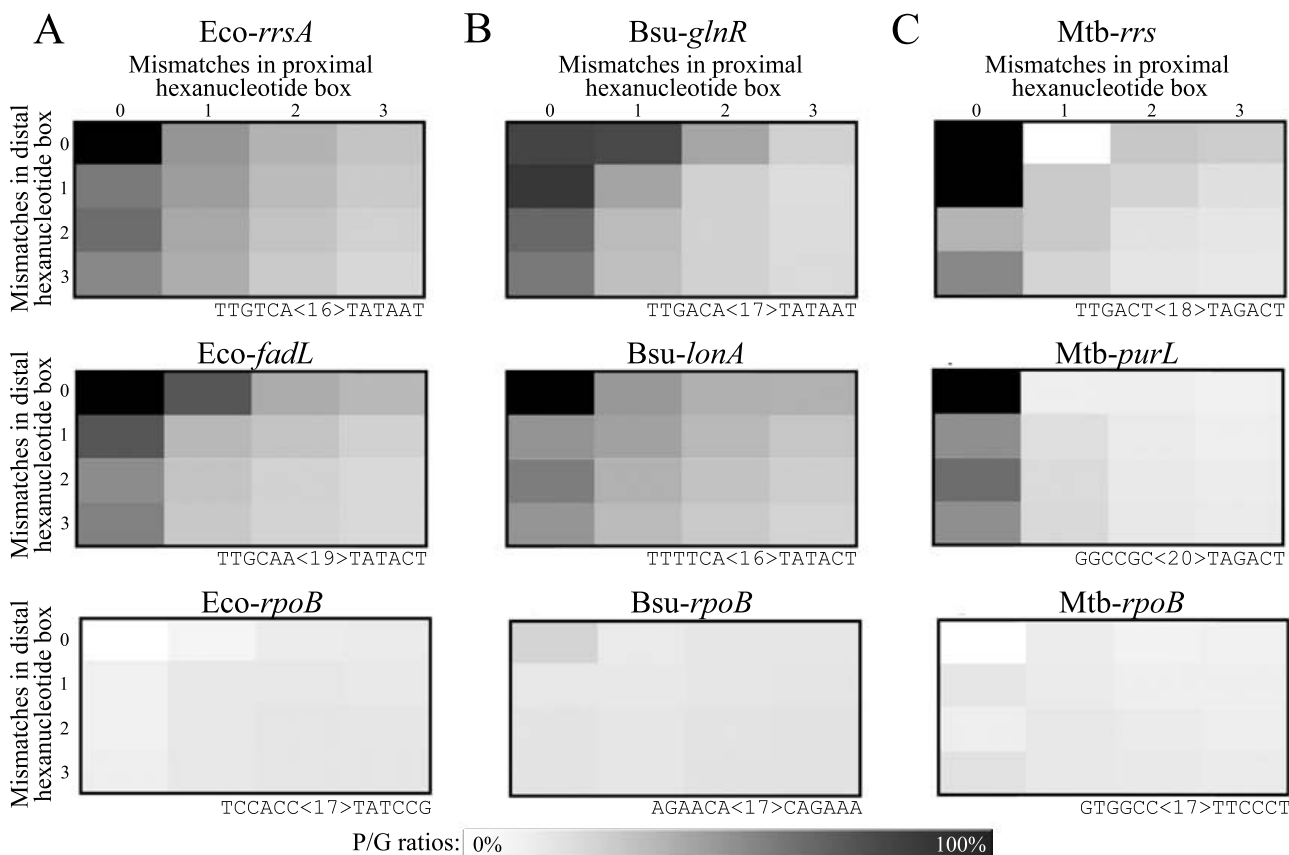 A
Eco-rrsA
Mismatches in proximal
hexanucleotide box
0 1 2 3
Mismatches in distal
hexanucleotide box
0
1
2
3
TTGTCA<16>TATAAT
B
Bsu-glnR
Mismatches in proximal
hexanucleotide box
0 1 2 3
TTGACA<17>TATAAT
C
Mtb-rrs
Mismatches in proximal
hexanucleotide box
0 1 2 3
TTGACT<18>TAGACT
Eco-fadL
Mismatches in distal
hexanucleotide box
0
1
2
3
TTGCAA<19>TATACT
Bsu-lonA
TTTTCA<16>TATACT
Mtb-purL
GGCCGC<20>TAGACT
Eco-rpoB
Mismatches in distal
hexanucleotide box
0
1
2
3
TCCACC<17>TATCCG
Bsu-rpoB
AGAACA<17>CAGAAA
Mtb-rpoB
GTGGCC<17>TTCCCT
P/G ratios: 0% 100%